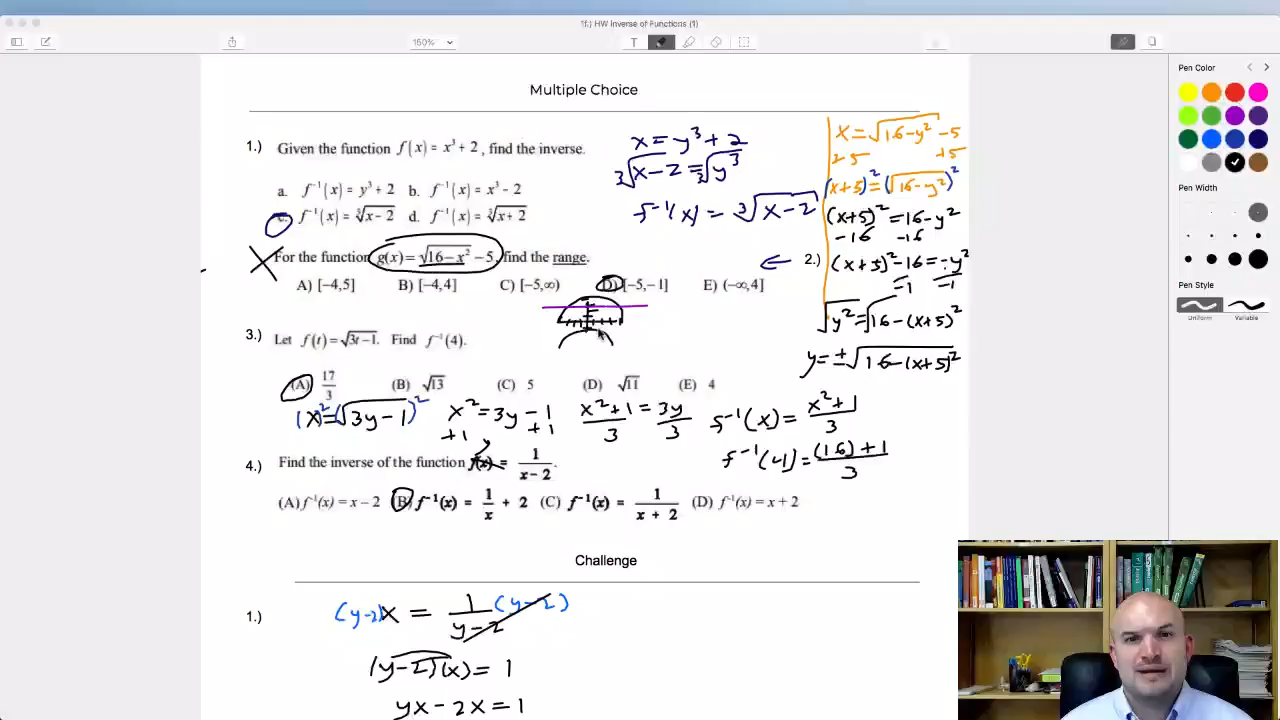 1f.) HW Inverse of Functions (1)
150%
T
Pen Color
Pen Width
Pen Style
Uniform
Variable
Multiple Choice
1.) Given the function f(x) = x³ + 2, find the inverse.
a. f⁻¹(x) = y³ + 2 b. f⁻¹(x) = x³ − 2
c. f⁻¹(x) = ∛(x − 2) d. f⁻¹(x) = ∛(x + 2)
x = y³ + 2
∛(x − 2) = ∛(y³)
f⁻¹(x) = ∛(x − 2)
2.) For the function g(x) = √(16 − x²) − 5, find the range.
A) [−4,5] B) [−4,4] C) [−5,∞) D) [−5,−1] E) (−∞,4]
x = √(16 − y²) − 5
+5 +5
(x+5)² = (√(16 − y²))²
(x+5)² = 16 − y²
−16 −16
(x+5)² − 16 = −y²
−1 −1
√y² = √(16 − (x+5)²)
y = ±√(16 − (x+5)²)
3.) Let f(t) = √(3t − 1). Find f⁻¹(4).
(A) 17/3 (B) √13 (C) 5 (D) √11 (E) 4
(x)² = (√(3y − 1))² x² = 3y − 1 (x² + 1)/3 = 3y/3 f⁻¹(x) = (x² + 1)/3
+1 +1
f⁻¹(4) = ((16) + 1)/3
4.) Find the inverse of the function f(x) = 1/(x − 2).
y
(A) f⁻¹(x) = x − 2 (B) f⁻¹(x) = 1/x + 2 (C) f⁻¹(x) = 1/(x + 2) (D) f⁻¹(x) = x + 2
Challenge
1.) (y−2)x = 1/(y−2) (y−2)
(y−2)(x) = 1
yx − 2x = 1